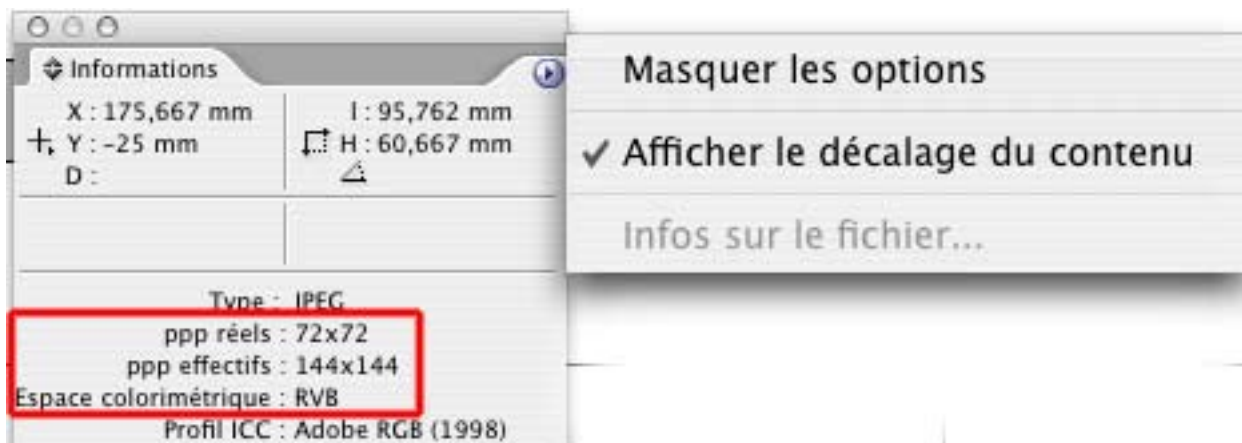 Informations
X : 175,667 mm
Y : -25 mm
D :
l : 95,762 mm
H : 60,667 mm
Type : JPEG
ppp réels : 72x72
ppp effectifs : 144x144
Espace colorimétrique : RVB
Profil ICC : Adobe RGB (1998)
Masquer les options
✓ Afficher le décalage du contenu
Infos sur le fichier...